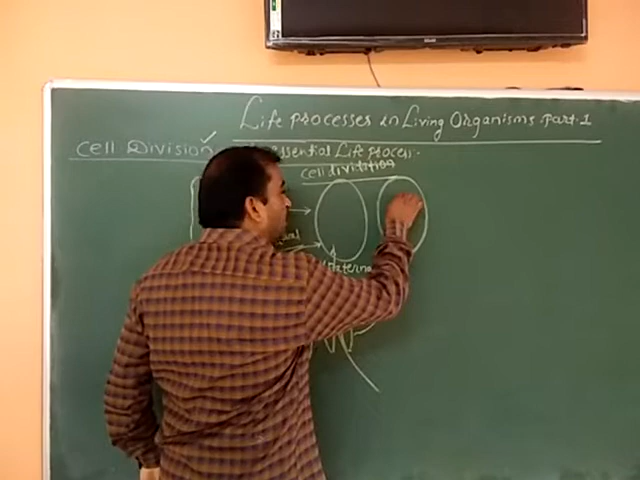 Life Processes in Living Organisms Part-1
Cell Division
Essential Life process:-
cell division